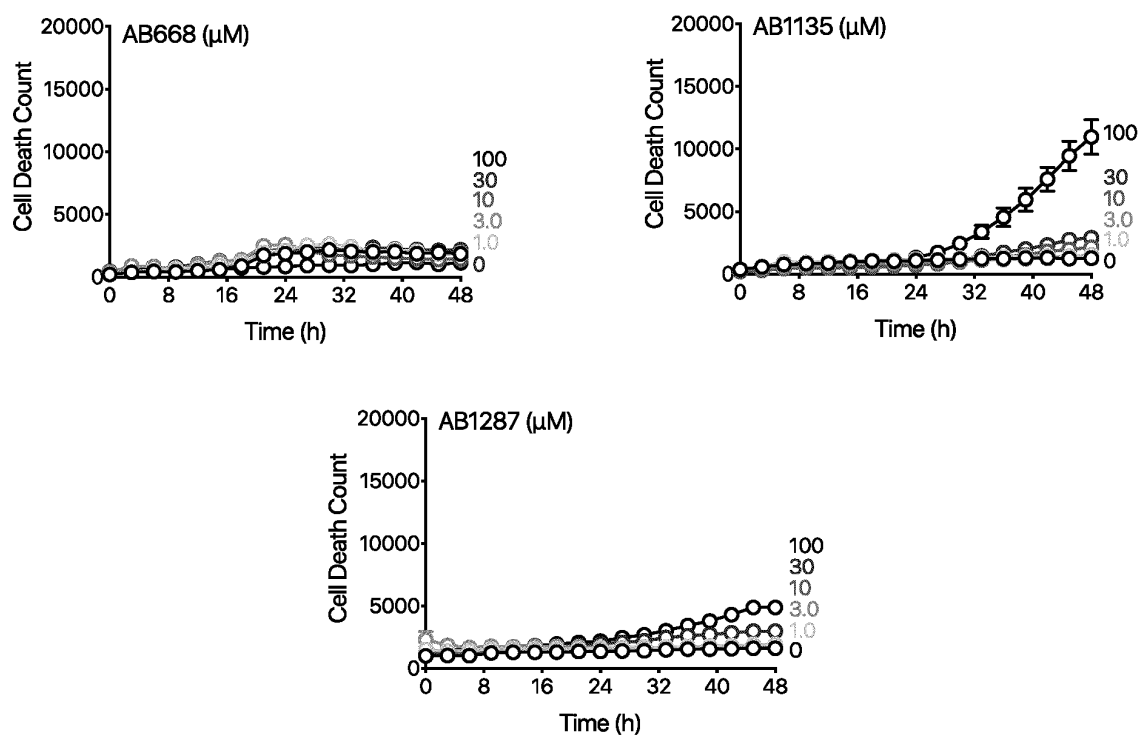 AB668 (μM)
Cell Death Count
20000
15000
10000
5000
0
0 8 16 24 32 40 48
Time (h)
100
30
10
3.0
1.0
0
AB1135 (μM)
Cell Death Count
20000
15000
10000
5000
0
0 8 16 24 32 40 48
Time (h)
100
30
10
3.0
1.0
0
AB1287 (μM)
Cell Death Count
20000
15000
10000
5000
0
0 8 16 24 32 40 48
Time (h)
100
30
10
3.0
1.0
0